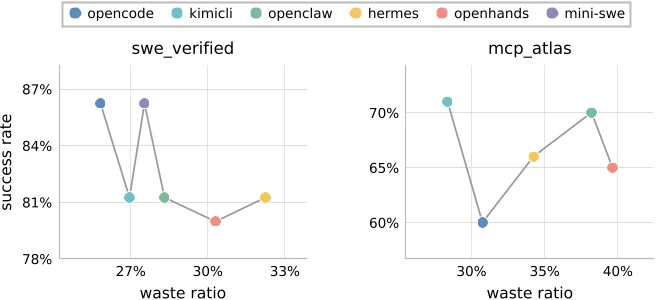 opencode kimicli openclaw hermes openhands mini-swe
swe_verified
mcp_atlas
success rate
87%
84%
81%
78%
27% 30% 33%
waste ratio
70%
65%
60%
30% 35% 40%
waste ratio